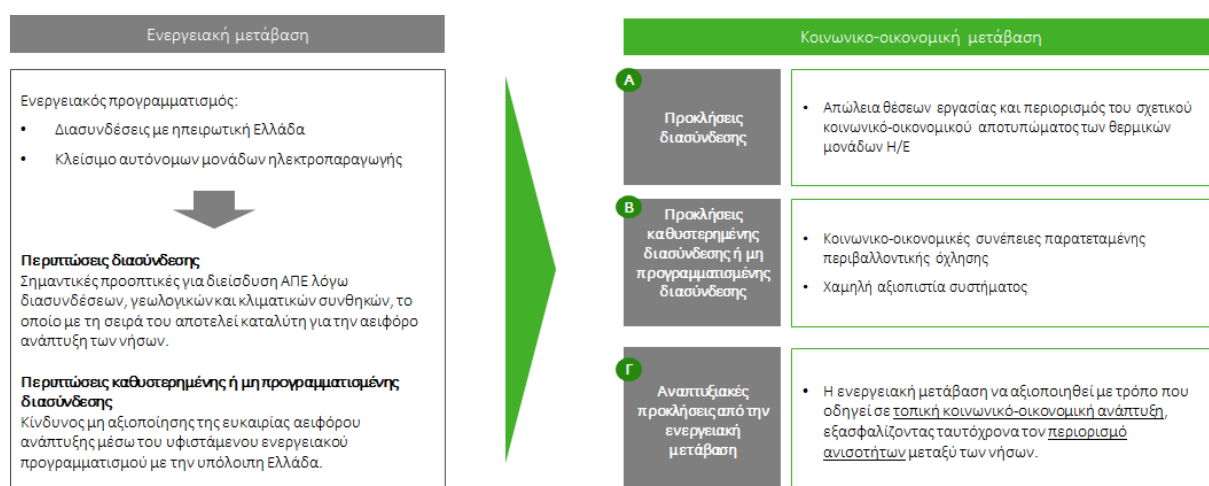 Ενεργειακή μετάβαση
Ενεργειακός προγραμματισμός:
• Διασυνδέσεις με ηπειρωτική Ελλάδα
• Κλείσιμο αυτόνομων μονάδων ηλεκτροπαραγωγής
Περιπτώσεις διασύνδεσης
Σημαντικές προοπτικές για διείσδυση ΑΠΕ λόγω
διασυνδέσεων, γεωλογικών και κλιματικών συνθηκών, το
οποίο με τη σειρά του αποτελεί καταλύτη για την αειφόρο
ανάπτυξη των νήσων.
Περιπτώσεις καθυστερημένης ή μη προγραμματισμένης
διασύνδεσης
Κίνδυνος μη αξιοποίησης της ευκαιρίας αειφόρου
ανάπτυξης μέσω του υφιστάμενου ενεργειακού
προγραμματισμού με την υπόλοιπη Ελλάδα.
Κοινωνικο-οικονομική μετάβαση
Α
Προκλήσεις
διασύνδεσης
• Απώλεια θέσεων εργασίας και περιορισμός του σχετικού
κοινωνικό-οικονομικού αποτυπώματος των θερμικών
μονάδων Η/Ε
Β
Προκλήσεις
καθυστερημένης
διασύνδεσης ή μη
προγραμματισμένης
διασύνδεσης
• Κοινωνικο-οικονομικές συνέπειες παρατεταμένης
περιβαλλοντικής όχλησης
• Χαμηλή αξιοπιστία συστήματος
Γ
Αναπτυξιακές
προκλήσεις από την
ενεργειακή
μετάβαση
• Η ενεργειακή μετάβαση να αξιοποιηθεί με τρόπο που
οδηγεί σε τοπική κοινωνικό-οικονομική ανάπτυξη,
εξασφαλίζοντας ταυτόχρονα τον περιορισμό
ανισοτήτων μεταξύ των νήσων.